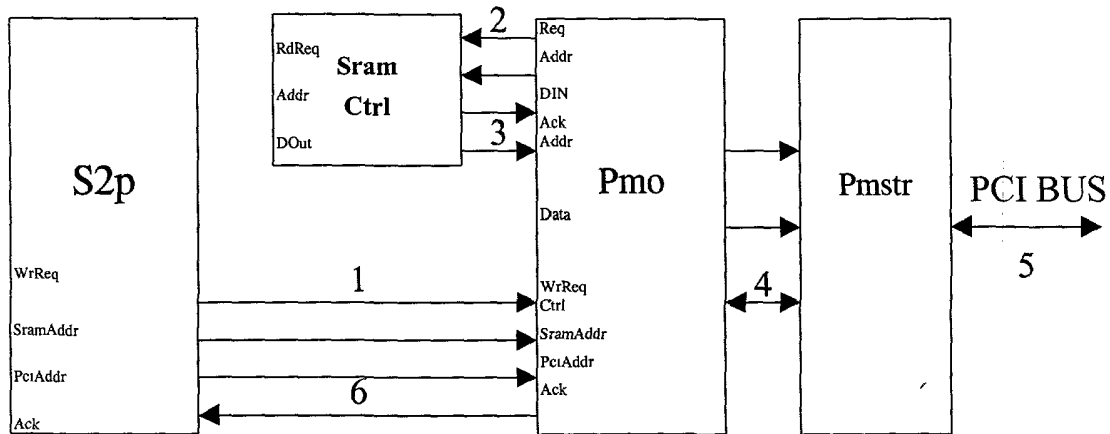 S2p
WrReq
SramAddr
PciAddr
Ack
RdReq
Addr
DOut
Sram
Ctrl
2
3
1
6
Req
Addr
DIN
Ack
Addr
Data
WrReq
Ctrl
SramAddr
PciAddr
Ack
Pmo
4
Pmstr
PCI BUS
5